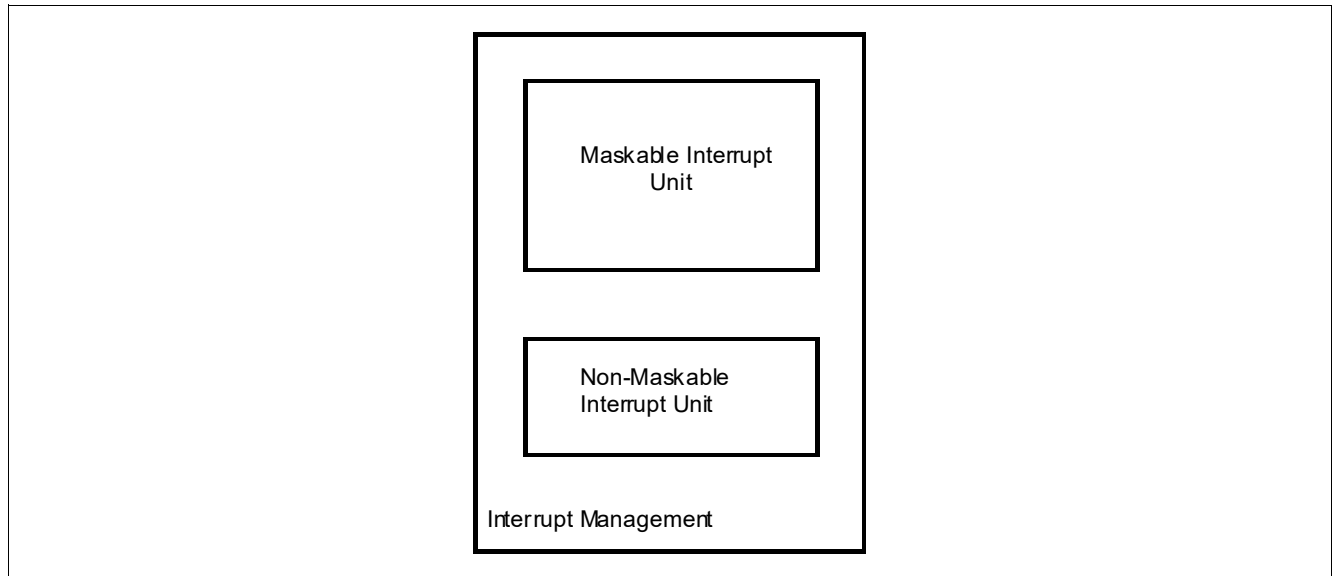 Maskable Interrupt
Unit
Non-Maskable
Interrupt Unit
Interrupt Management